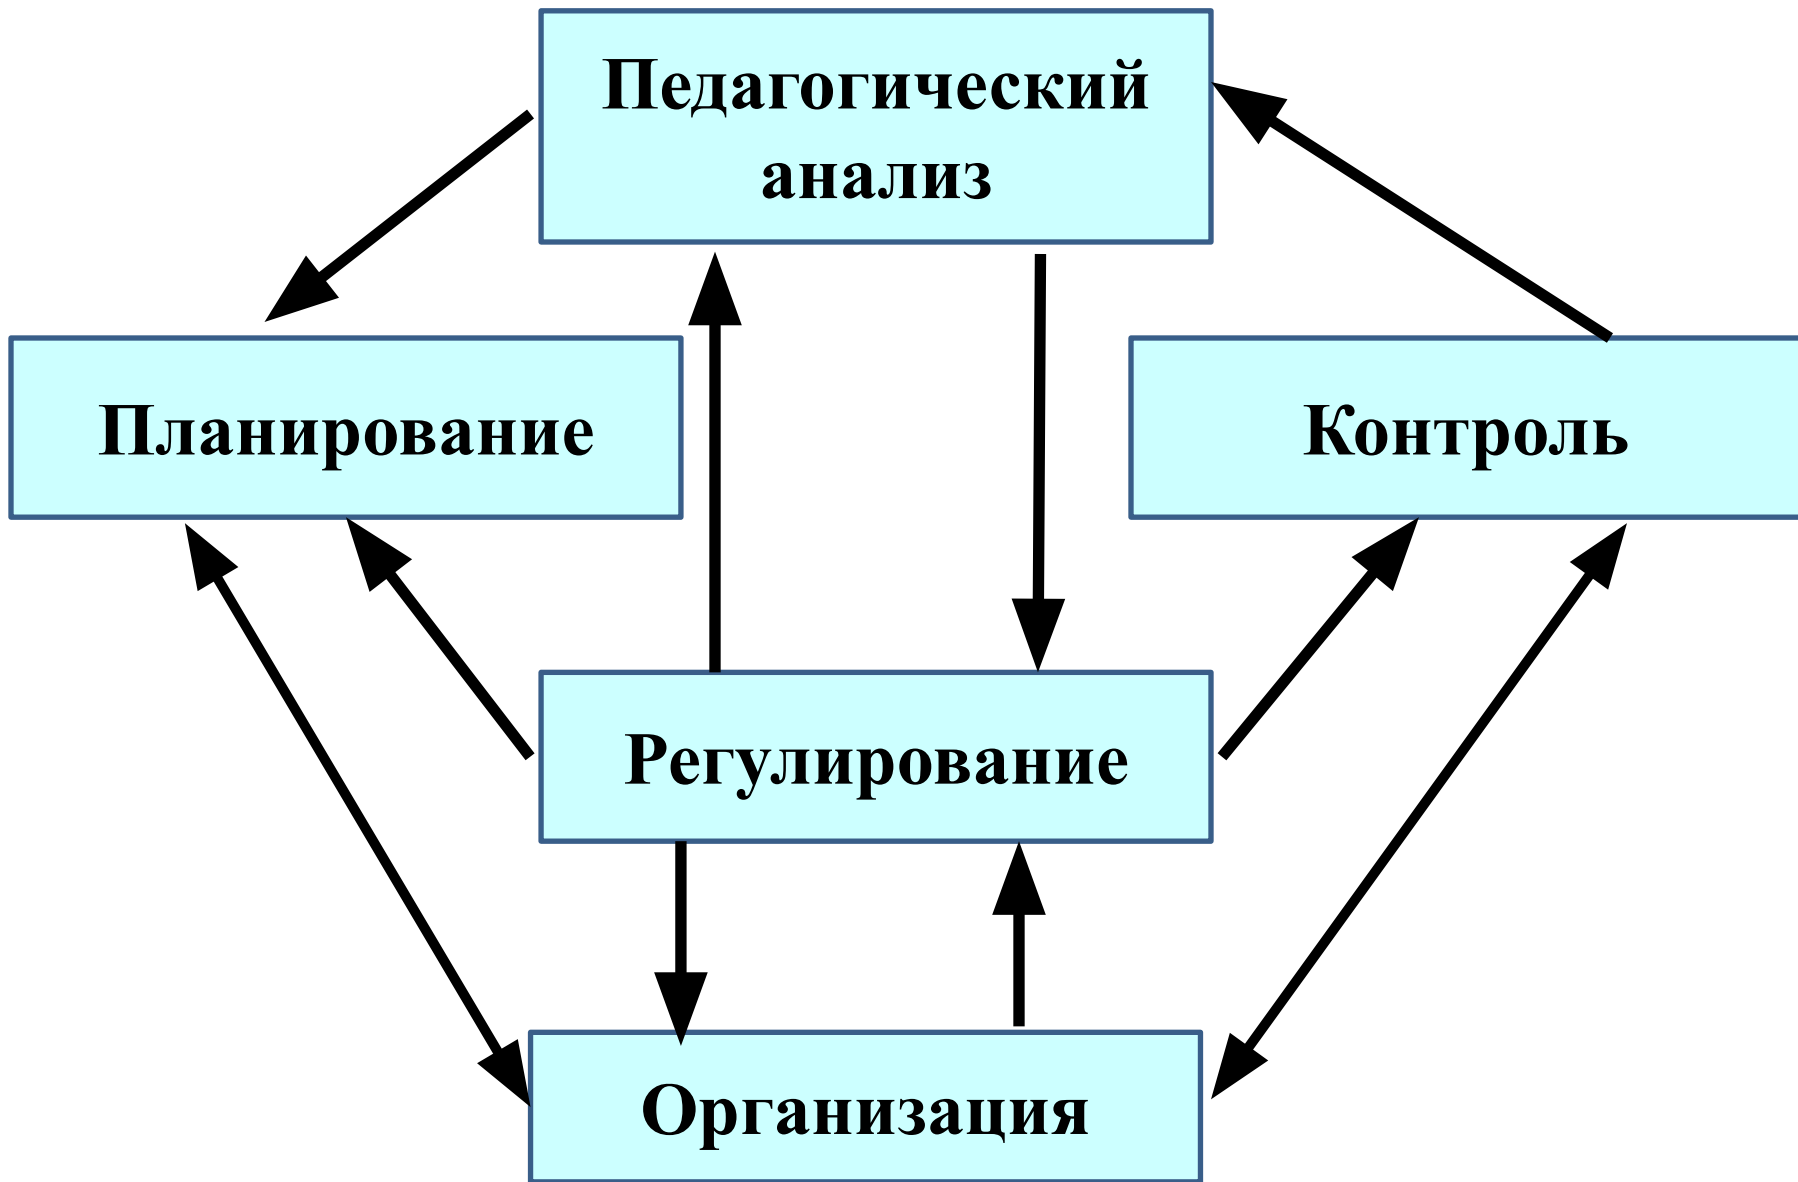 Педагогический
анализ
Планирование
Контроль
Регулирование
Организация